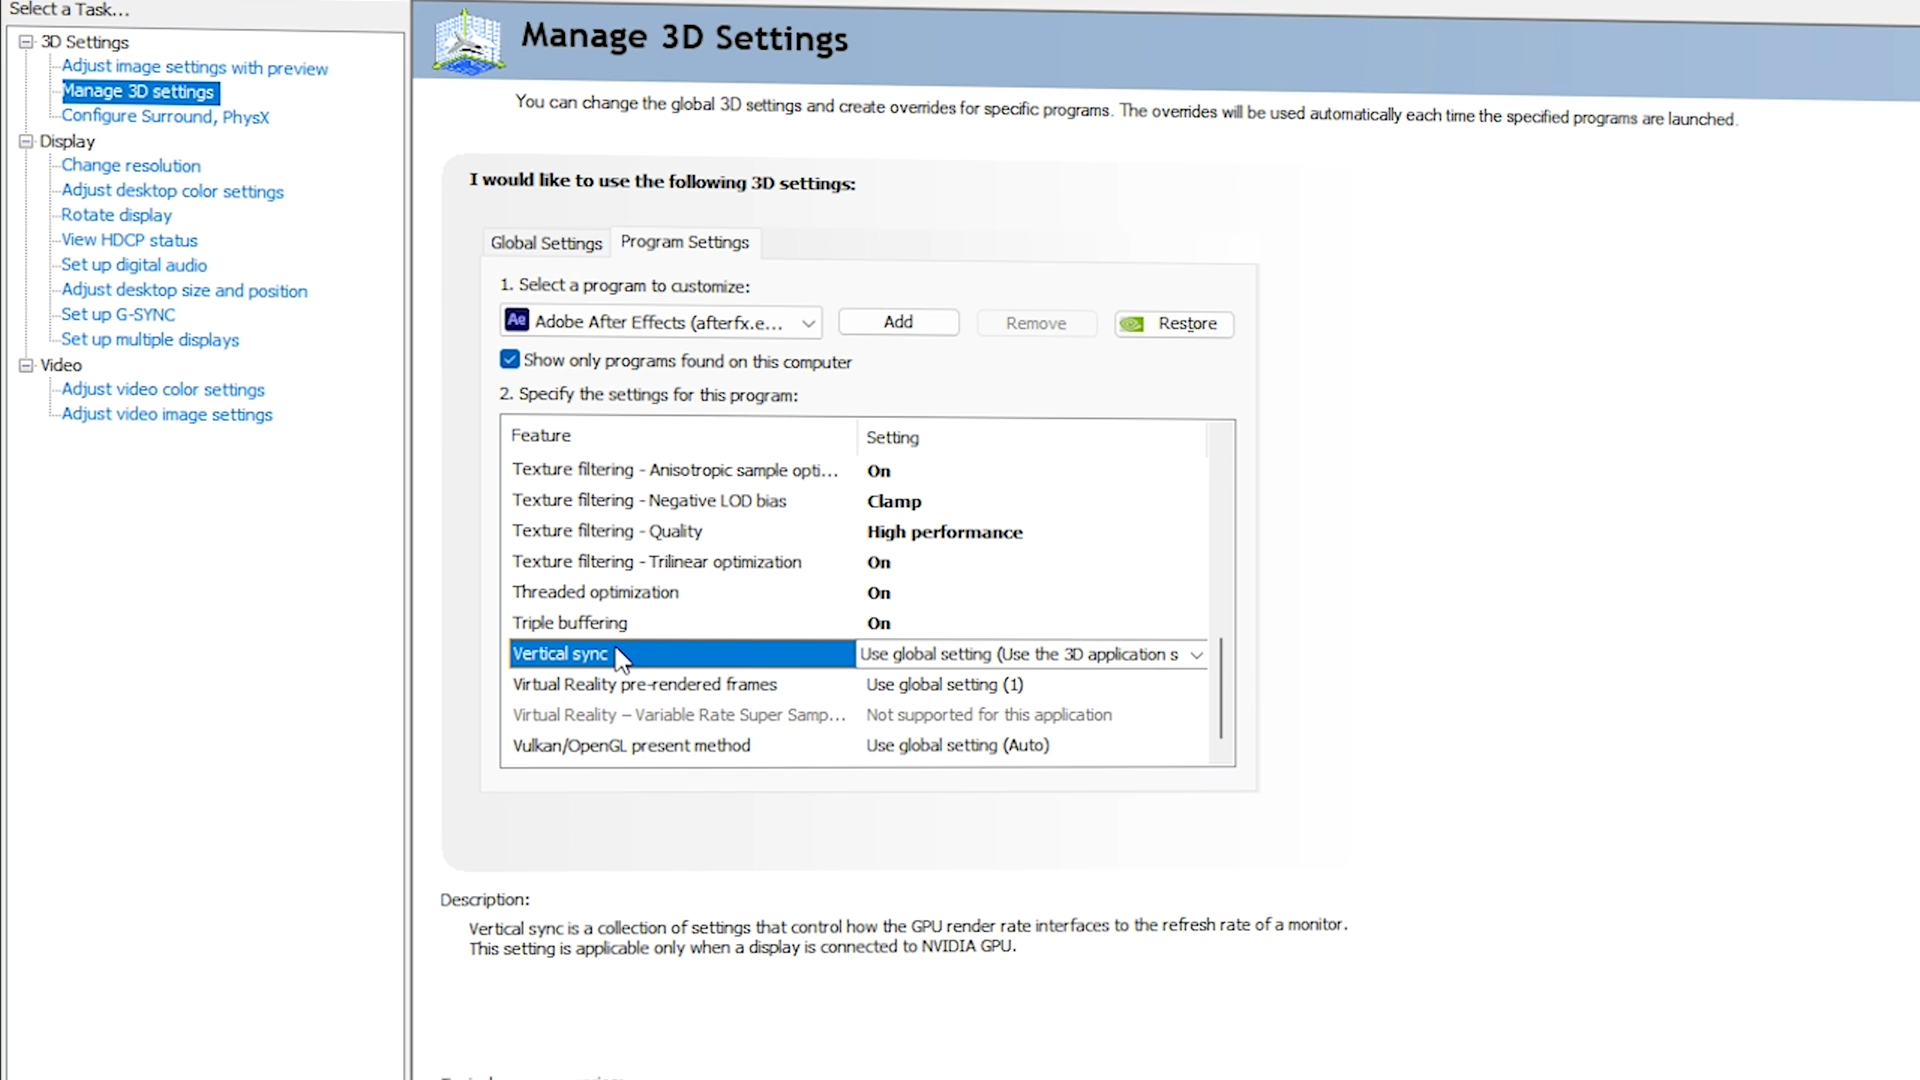 Select a Task...
3D Settings
Adjust image settings with preview
Manage 3D settings
Configure Surround, PhysX
Display
Change resolution
Adjust desktop color settings
Rotate display
View HDCP status
Set up digital audio
Adjust desktop size and position
Set up G-SYNC
Set up multiple displays
Video
Adjust video color settings
Adjust video image settings
Manage 3D Settings
You can change the global 3D settings and create overrides for specific programs. The overrides will be used automatically each time the specified programs are launched.
I would like to use the following 3D settings:
Global Settings Program Settings
1. Select a program to customize:
Ae Adobe After Effects (afterfx.e... Add Remove Restore
Show only programs found on this computer
2. Specify the settings for this program:
Feature Setting
Texture filtering - Anisotropic sample opti... On
Texture filtering - Negative LOD bias Clamp
Texture filtering - Quality High performance
Texture filtering - Trilinear optimization On
Threaded optimization On
Triple buffering On
Vertical sync Use global setting (Use the 3D application s
Virtual Reality pre-rendered frames Use global setting (1)
Virtual Reality – Variable Rate Super Samp... Not supported for this application
Vulkan/OpenGL present method Use global setting (Auto)
Description:
Vertical sync is a collection of settings that control how the GPU render rate interfaces to the refresh rate of a monitor.
This setting is applicable only when a display is connected to NVIDIA GPU.